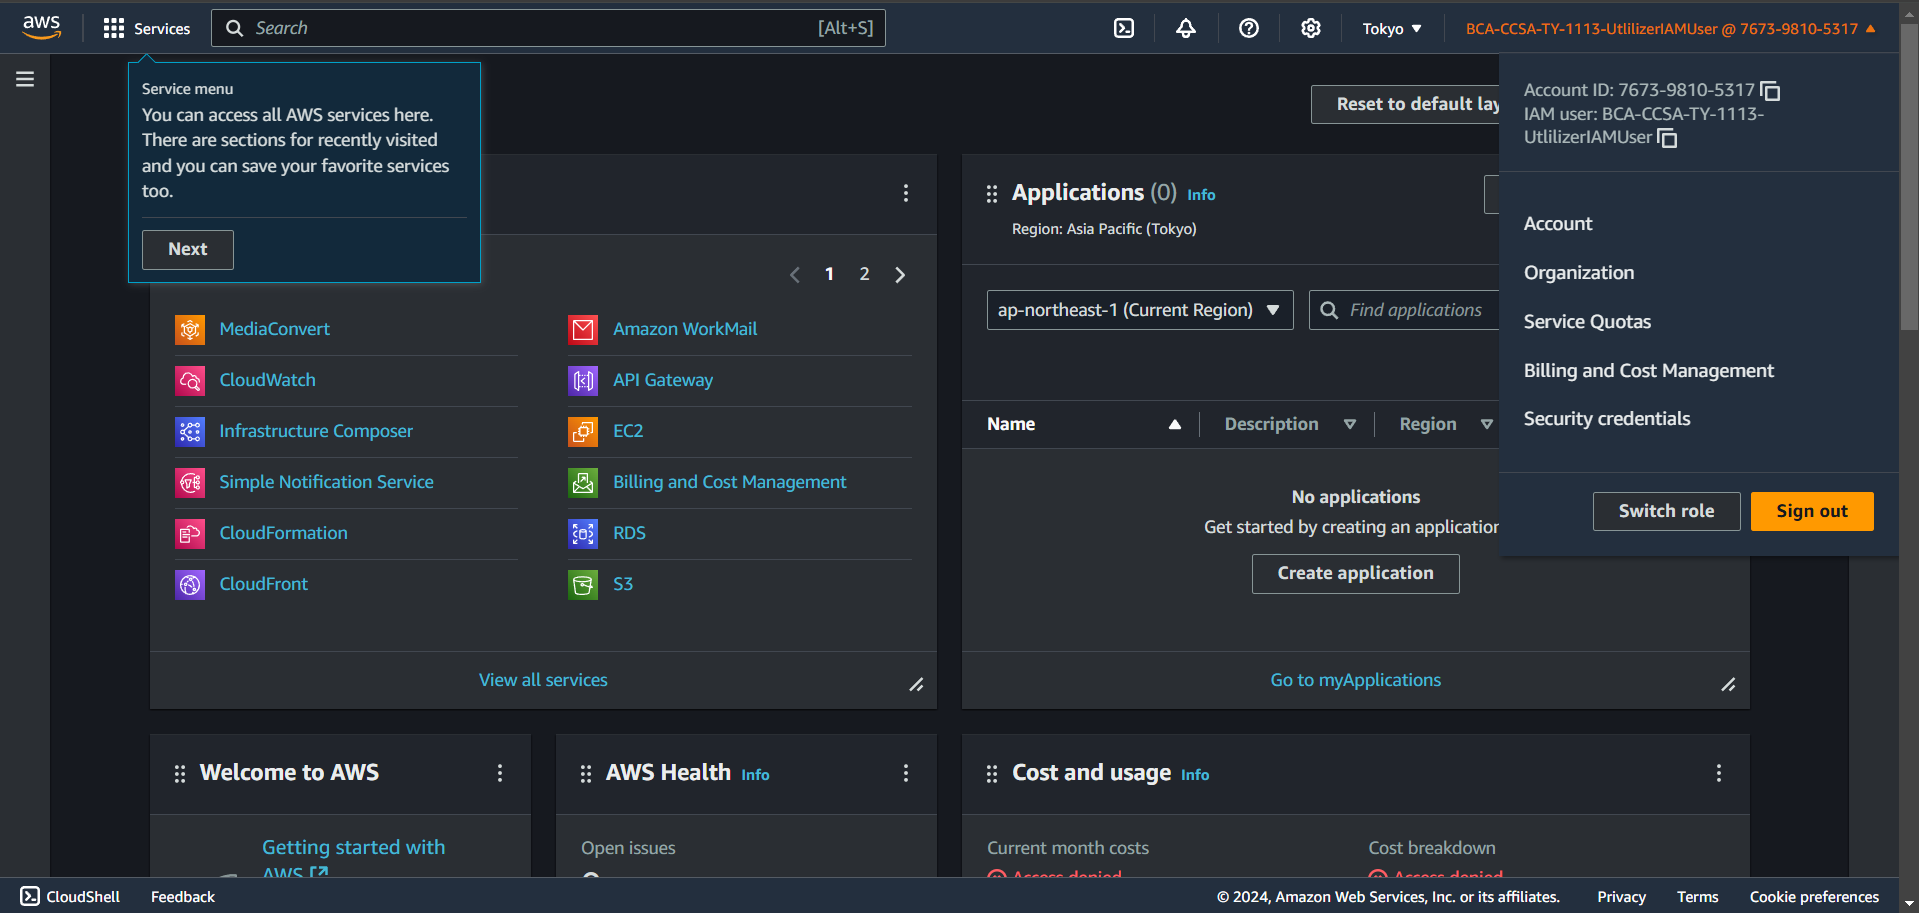 aws
Services
Search
[Alt+S]
Tokyo
BCA-CCSA-TY-1113-UtlilizerIAMUser @ 7673-9810-5317
Service menu
You can access all AWS services here.
There are sections for recently visited
and you can save your favorite services
too.
Next
Account ID: 7673-9810-5317
IAM user: BCA-CCSA-TY-1113-
UtlilizerIAMUser
Account
Organization
Service Quotas
Billing and Cost Management
Security credentials
Switch role
Sign out
Reset to default lay
1
2
MediaConvert
CloudWatch
Infrastructure Composer
Simple Notification Service
CloudFormation
CloudFront
Amazon WorkMail
API Gateway
EC2
Billing and Cost Management
RDS
S3
View all services
Applications (0) Info
Region: Asia Pacific (Tokyo)
ap-northeast-1 (Current Region)
Find applications
Name
Description
Region
No applications
Get started by creating an application
Create application
Go to myApplications
Welcome to AWS
Getting started with
AWS
AWS Health Info
Open issues
Cost and usage Info
Current month costs
Access denied
Cost breakdown
Access denied
CloudShell
Feedback
© 2024, Amazon Web Services, Inc. or its affiliates.
Privacy
Terms
Cookie preferences